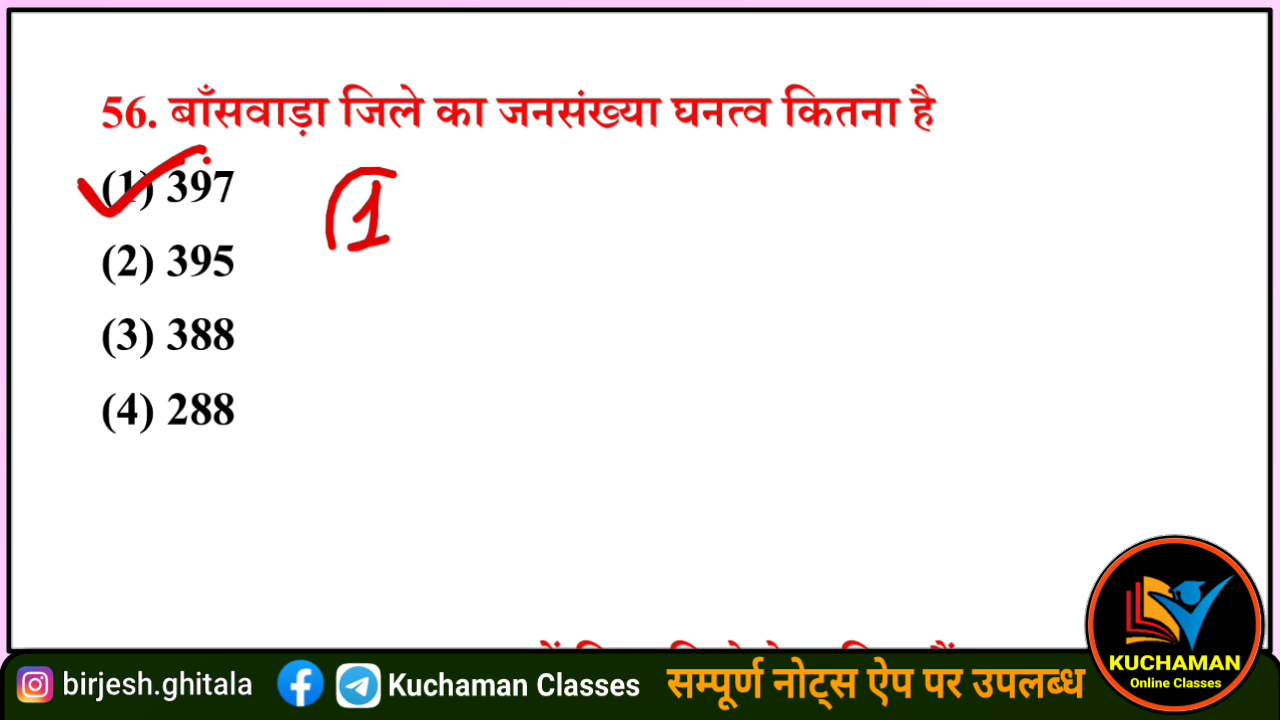 56. बाँसवाड़ा जिले का जनसंख्या घनत्व कितना है
(1) 397
1
(2) 395
(3) 388
(4) 288
KUCHAMAN
Online Classes
birjesh.ghitala
Kuchaman Classes
सम्पूर्ण नोट्स ऐप पर उपलब्ध